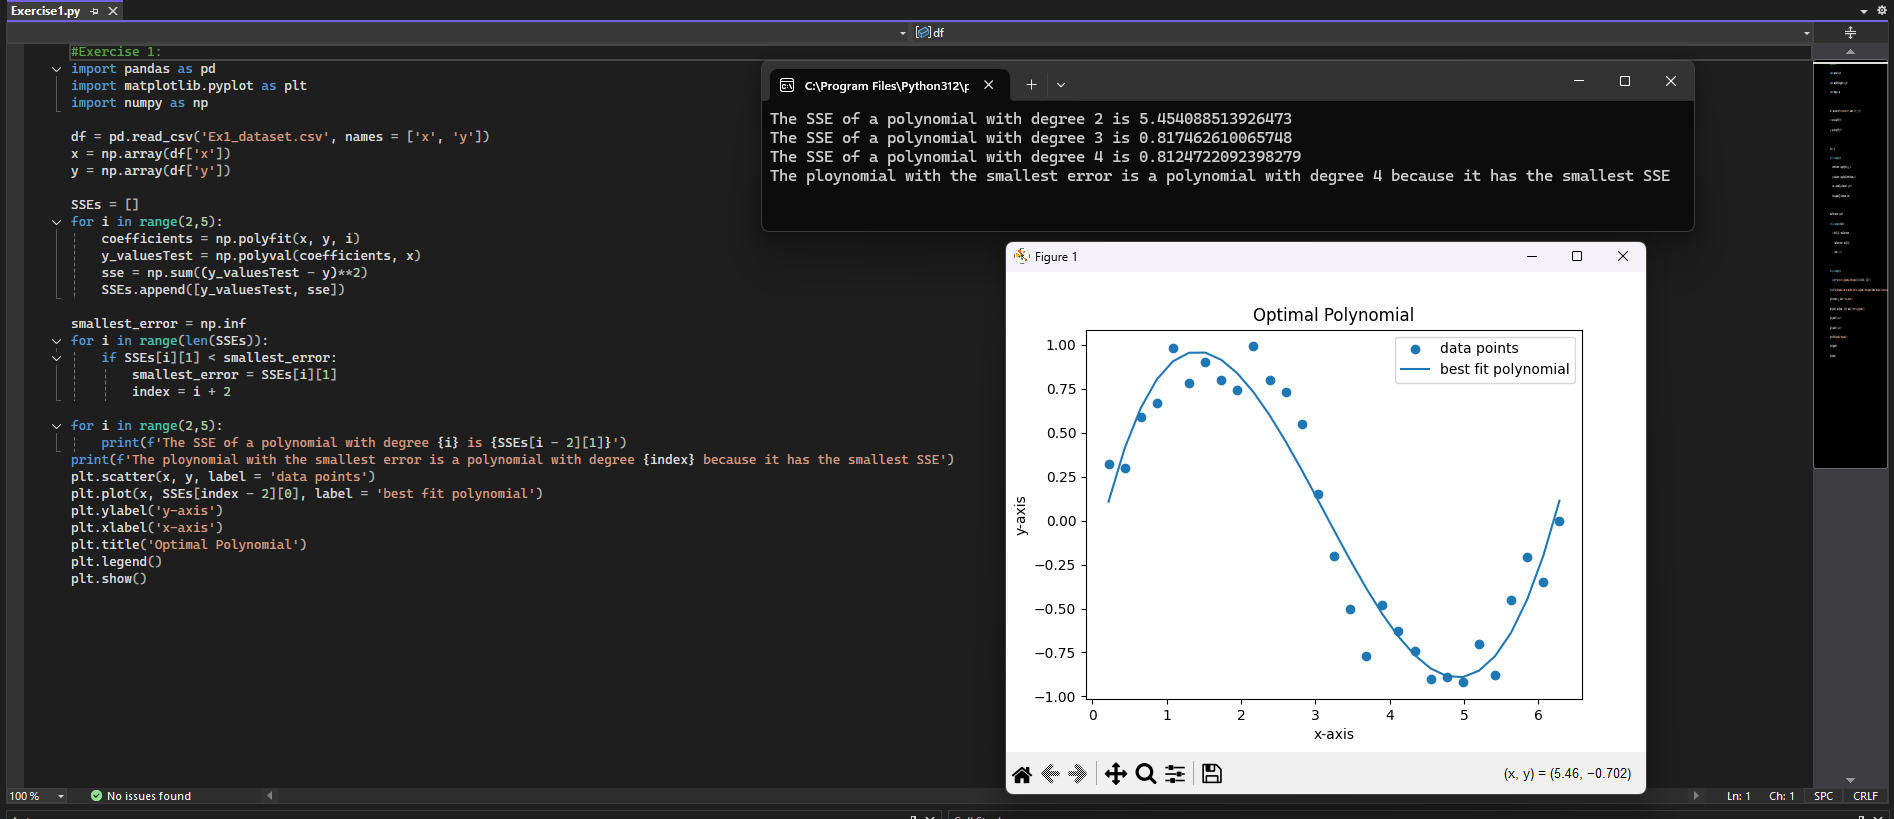 Exercise1.py
df
#Exercise 1:
import pandas as pd
import matplotlib.pyplot as plt
import numpy as np
df = pd.read_csv('Ex1_dataset.csv', names = ['x', 'y'])
x = np.array(df['x'])
y = np.array(df['y'])
SSEs = []
for i in range(2,5):
coefficients = np.polyfit(x, y, i)
y_valuesTest = np.polyval(coefficients, x)
sse = np.sum((y_valuesTest - y)**2)
SSEs.append([y_valuesTest, sse])
smallest_error = np.inf
for i in range(len(SSEs)):
if SSEs[i][1] < smallest_error:
smallest_error = SSEs[i][1]
index = i + 2
for i in range(2,5):
print(f'The SSE of a polynomial with degree {i} is {SSEs[i - 2][1]}')
print(f'The ploynomial with the smallest error is a polynomial with degree {index} because it has the smallest SSE')
plt.scatter(x, y, label = 'data points')
plt.plot(x, SSEs[index - 2][0], label = 'best fit polynomial')
plt.ylabel('y-axis')
plt.xlabel('x-axis')
plt.title('Optimal Polynomial')
plt.legend()
plt.show()
C:\Program Files\Python312\p
The SSE of a polynomial with degree 2 is 5.454088513926473
The SSE of a polynomial with degree 3 is 0.817462610065748
The SSE of a polynomial with degree 4 is 0.8124722092398279
The ploynomial with the smallest error is a polynomial with degree 4 because it has the smallest SSE
Figure 1
Optimal Polynomial
data points
best fit polynomial
1.00
0.75
0.50
0.25
0.00
−0.25
−0.50
−0.75
−1.00
y-axis
0 1 2 3 4 5 6
x-axis
(x, y) = (5.46, −0.702)
100 %
No issues found
Ln: 1 Ch: 1 SPC CRLF